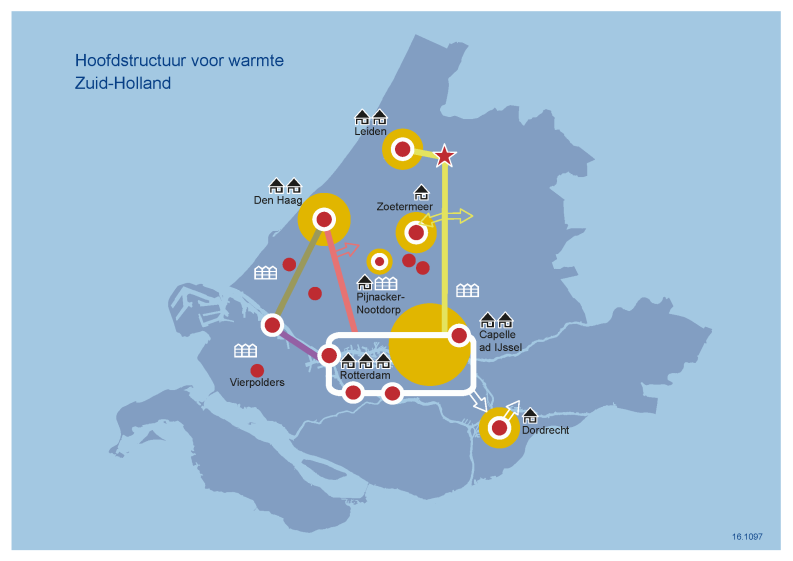 Hoofdstructuur voor warmte
Zuid-Holland
Leiden
Den Haag
Zoetermeer
Pijnacker-
Nootdorp
Capelle
ad IJssel
Rotterdam
Vierpolders
Dordrecht
16.1097